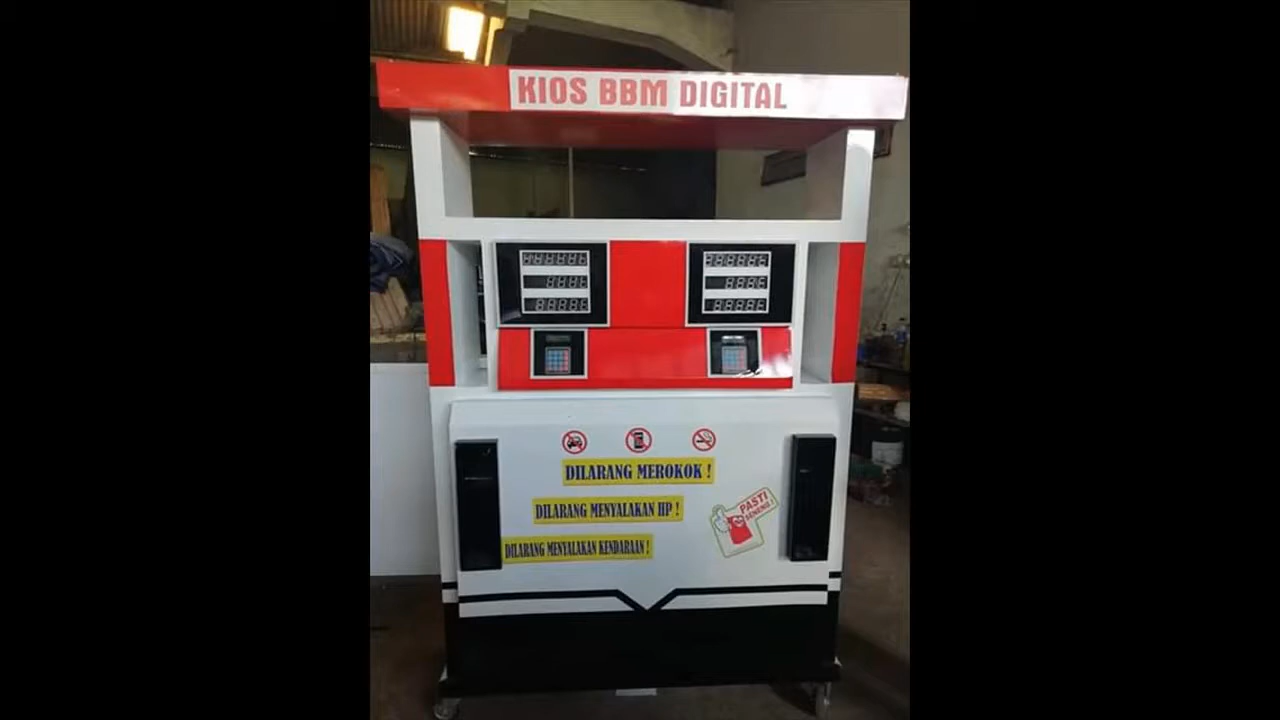 KIOS BBM DIGITAL
DILARANG MEROKOK !
DILARANG MENYALAKAN HP !
DILARANG MENYALAKAN KENDARAAN !
PASTI